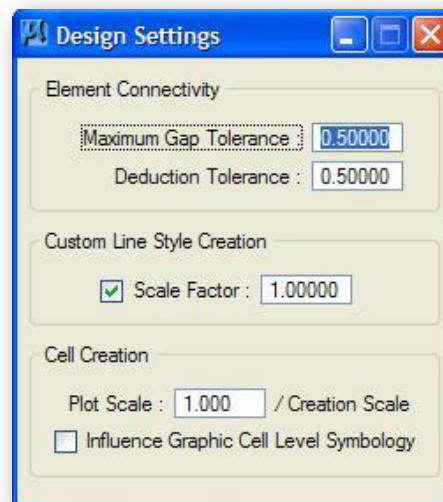 Design Settings
Element Connectivity
Maximum Gap Tolerance : 0.50000
Deduction Tolerance : 0.50000
Custom Line Style Creation
Scale Factor : 1.00000
Cell Creation
Plot Scale : 1.000 / Creation Scale
Influence Graphic Cell Level Symbology